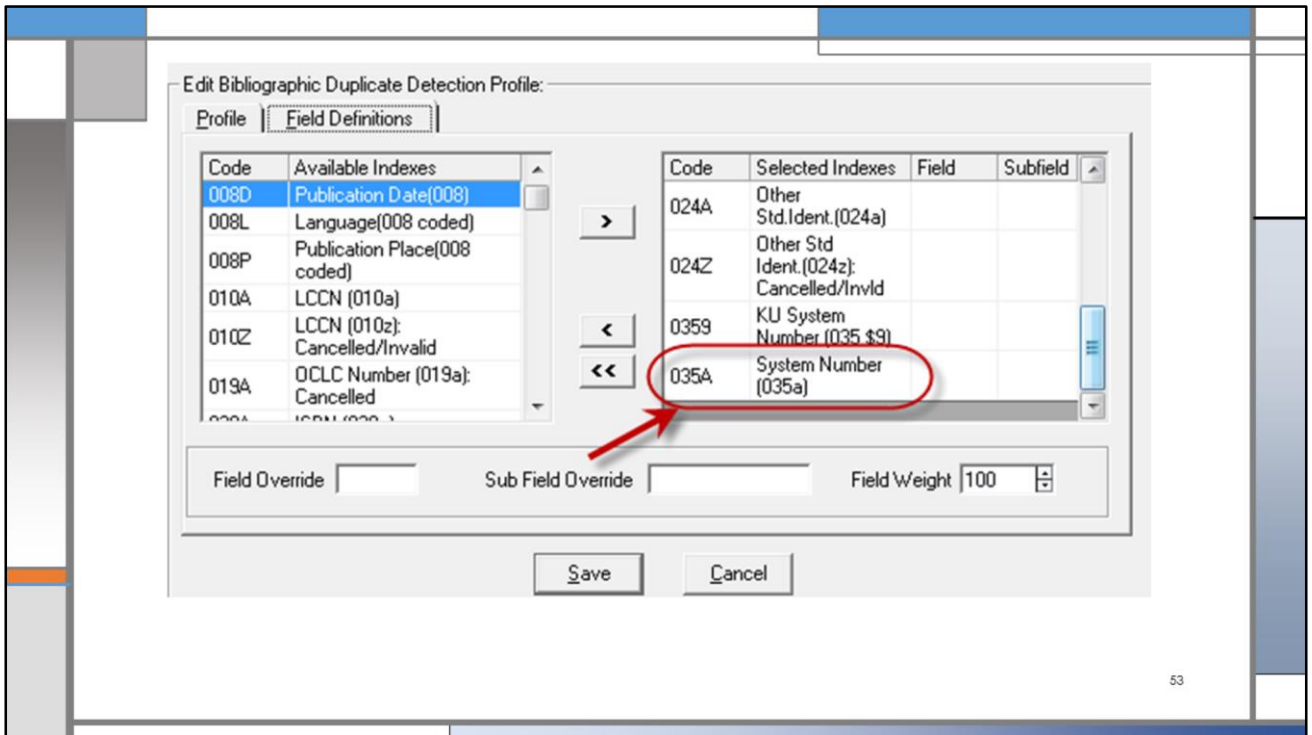 Edit Bibliographic Duplicate Detection Profile:
Profile
Field Definitions
Code Available Indexes
008D Publication Date(008)
008L Language(008 coded)
008P Publication Place(008
coded)
010A LCCN (010a)
010Z LCCN (010z):
Cancelled/Invalid
019A OCLC Number (019a):
Cancelled
>
<
<<
Code Selected Indexes Field Subfield
024A Other
Std.Ident.(024a)
024Z Other Std
Ident.(024z):
Cancelled/Invld
0359 KU System
Number (035 $9)
035A System Number
(035a)
Field Override Sub Field Override Field Weight 100
Save Cancel
53